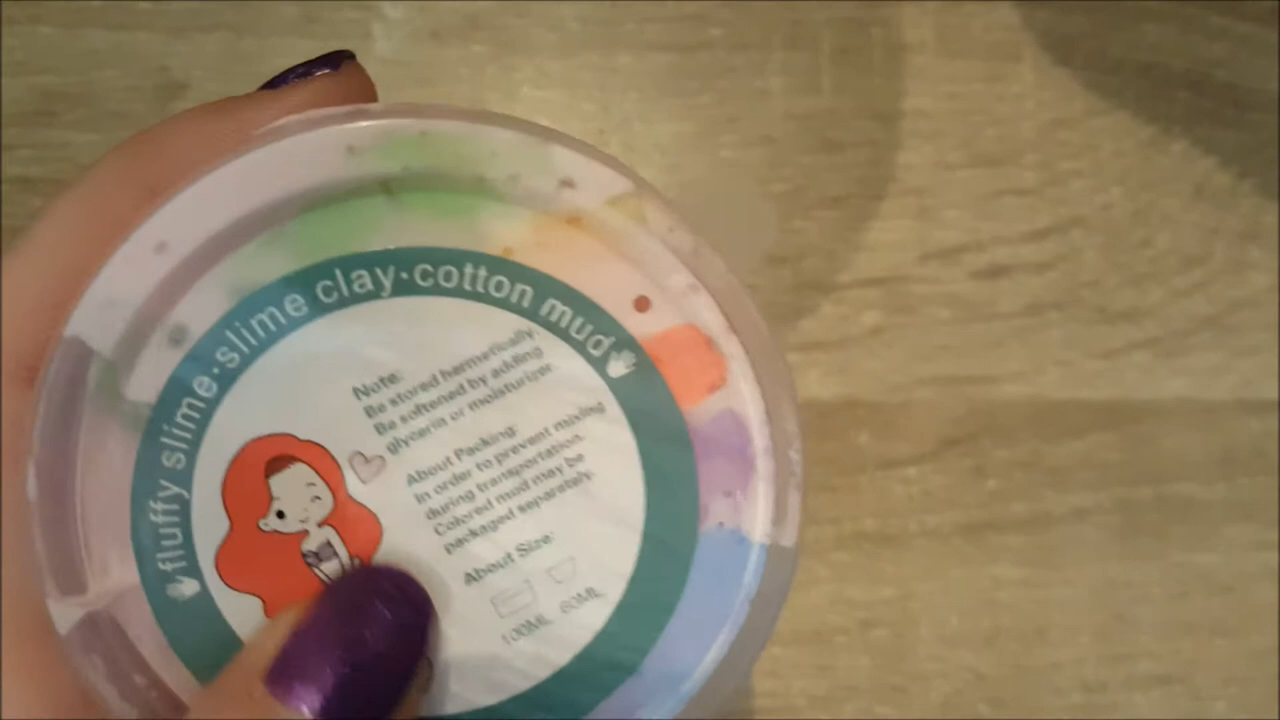 fluffy slime·slime clay·cotton mud
Note:
Be stored hermetically.
Be softened by adding
glycerin or moisturizer.
About Packing:
In order to prevent mixing
during transportation.
Colored mud may be
packaged separately.
About Size:
100ML 60ML